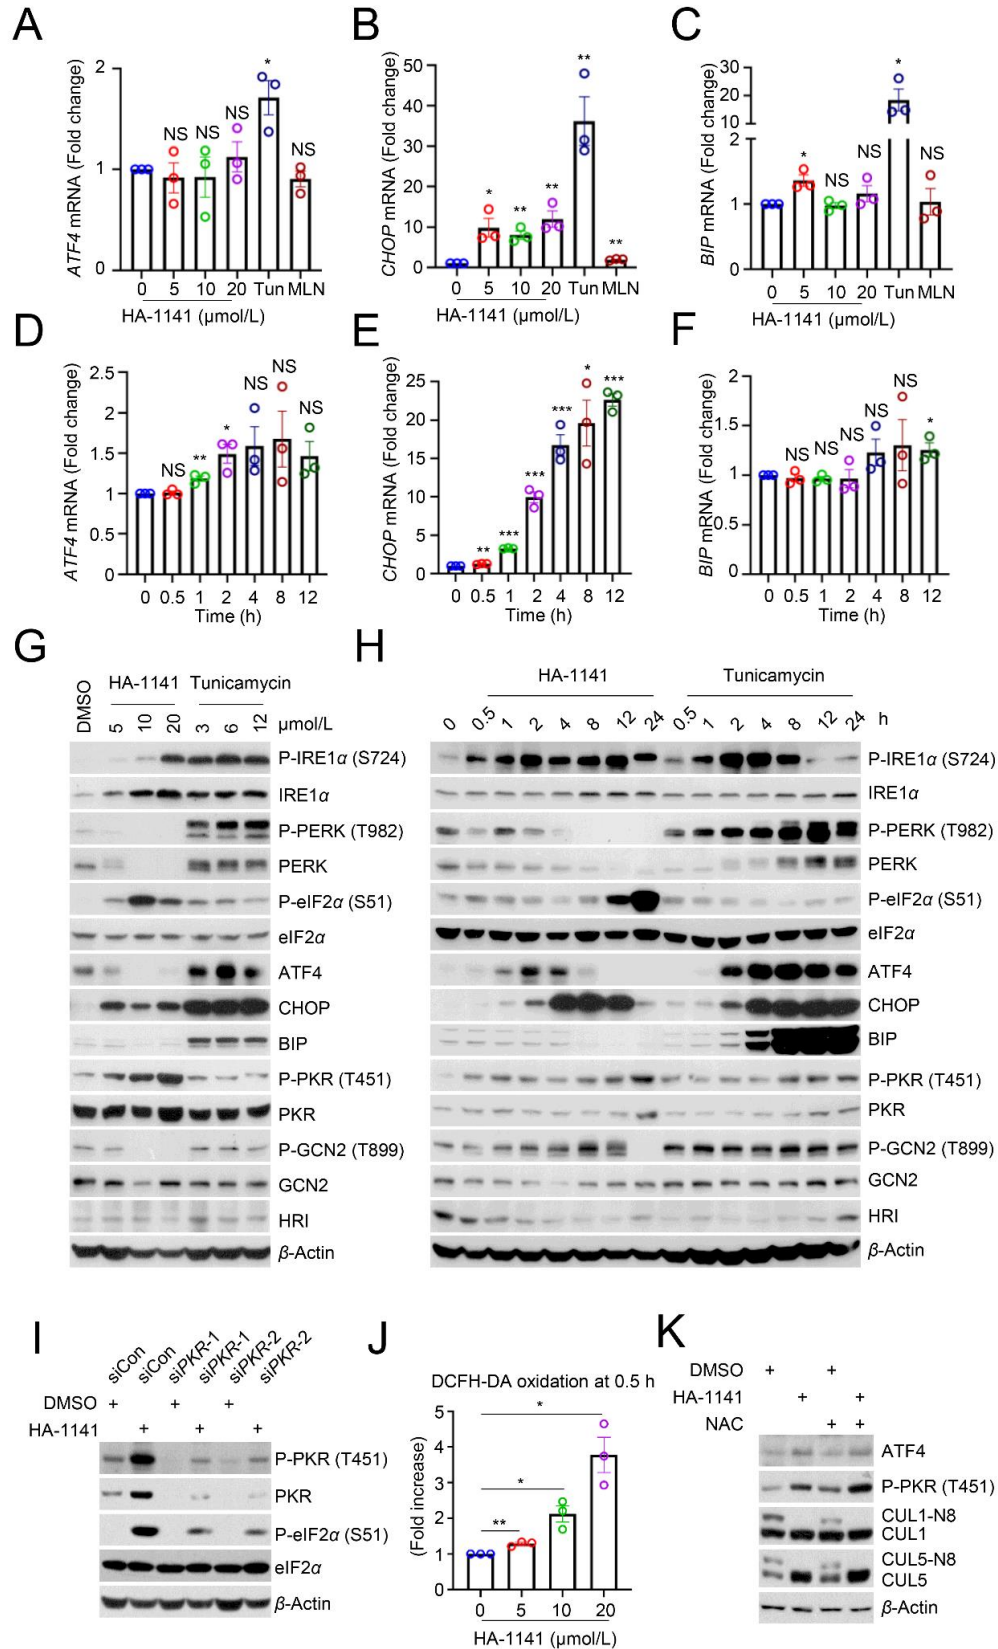 A
ATF4 mRNA (Fold change)
2
1
0
NS NS NS *
0 5 10 20 Tun MLN
NS
HA-1141 (μmol/L)
B
CHOP mRNA (Fold change)
50
40
30
20
10
0
* ** ** ** **
0 5 10 20 Tun MLN
HA-1141 (μmol/L)
C
BIP mRNA (Fold change)
30
20
10
2
1
0
* NS NS * NS
0 5 10 20 Tun MLN
HA-1141 (μmol/L)
D
ATF4 mRNA (Fold change)
2.5
2
1.5
1
0.5
0
NS ** * NS NS NS
0 0.5 1 2 4 8 12
Time (h)
E
CHOP mRNA (Fold change)
25
20
15
10
5
0
** *** *** *** * ***
0 0.5 1 2 4 8 12
Time (h)
F
BIP mRNA (Fold change)
2
1.5
1
0.5
0
NS NS NS NS NS *
0 0.5 1 2 4 8 12
Time (h)
G
DMSO
HA-1141 Tunicamycin
5 10 20 3 6 12 μmol/L
P-IRE1α (S724)
IRE1α
P-PERK (T982)
PERK
P-eIF2α (S51)
eIF2α
ATF4
CHOP
BIP
P-PKR (T451)
PKR
P-GCN2 (T899)
GCN2
HRI
β-Actin
H
HA-1141 Tunicamycin
0 0.5 1 2 4 8 12 24 0.5 1 2 4 8 12 24 h
P-IRE1α (S724)
IRE1α
P-PERK (T982)
PERK
P-eIF2α (S51)
eIF2α
ATF4
CHOP
BIP
P-PKR (T451)
PKR
P-GCN2 (T899)
GCN2
HRI
β-Actin
I
siCon siCon siPKR-1 siPKR-1 siPKR-2 siPKR-2
DMSO + + +
HA-1141 + + +
P-PKR (T451)
PKR
P-eIF2α (S51)
eIF2α
β-Actin
J
DCFH-DA oxidation at 0.5 h
(Fold increase)
5
4
3
2
1
0
*
*
**
0 5 10 20
HA-1141 (μmol/L)
K
DMSO + +
HA-1141 + +
NAC + +
ATF4
P-PKR (T451)
CUL1-N8
CUL1
CUL5-N8
CUL5
β-Actin